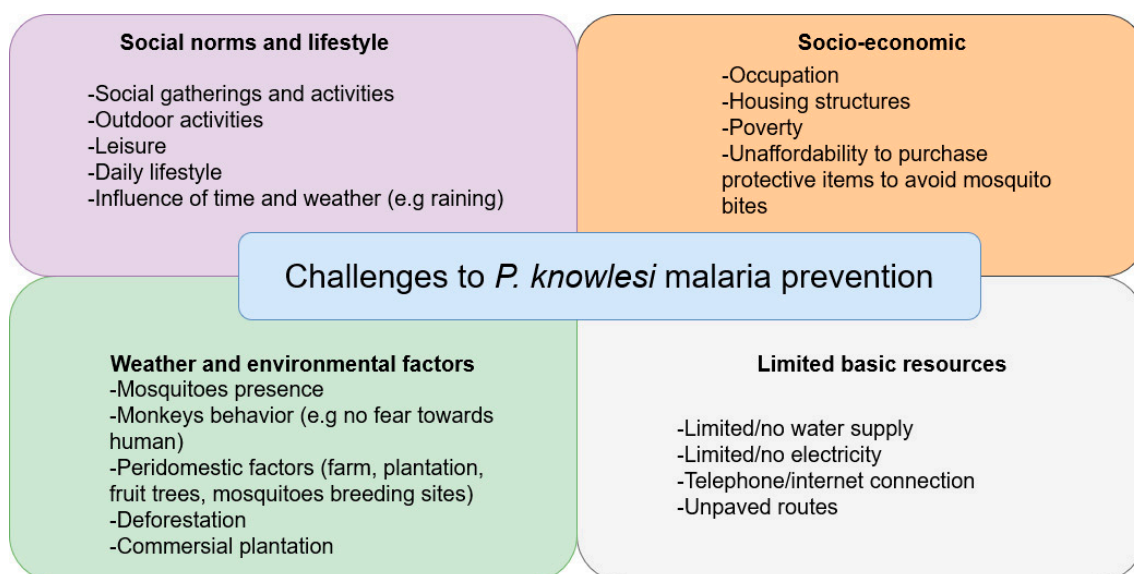 Social norms and lifestyle
-Social gatherings and activities
-Outdoor activities
-Leisure
-Daily lifestyle
-Influence of time and weather (e.g raining)
Socio-economic
-Occupation
-Housing structures
-Poverty
-Unaffordability to purchase
protective items to avoid mosquito
bites
Challenges to P. knowlesi malaria prevention
Weather and environmental factors
-Mosquitoes presence
-Monkeys behavior (e.g no fear towards
human)
-Peridomestic factors (farm, plantation,
fruit trees, mosquitoes breeding sites)
-Deforestation
-Commersial plantation
Limited basic resources
-Limited/no water supply
-Limited/no electricity
-Telephone/internet connection
-Unpaved routes